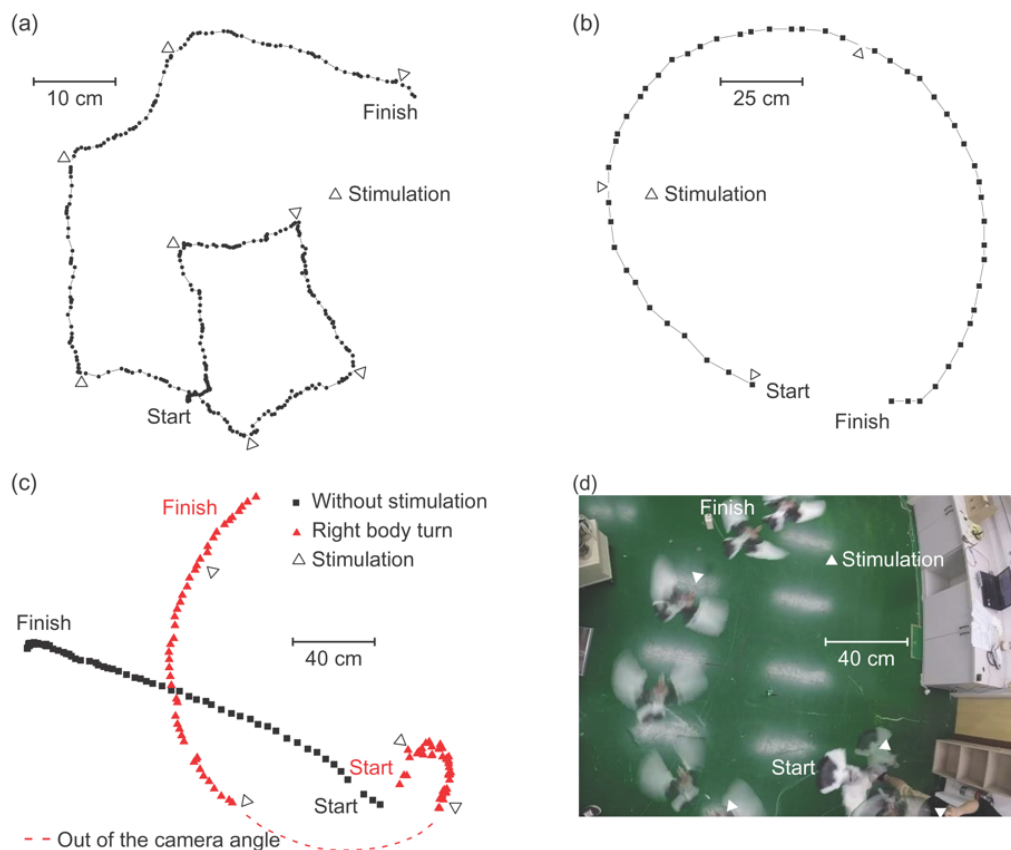 (a)
10 cm
Finish
△ Stimulation
Start
(b)
25 cm
△ Stimulation
Start
Finish
(c)
Finish
Without stimulation
Right body turn
Stimulation
Finish
40 cm
Start
Start
Out of the camera angle
(d)
Finish
Stimulation
40 cm
Start